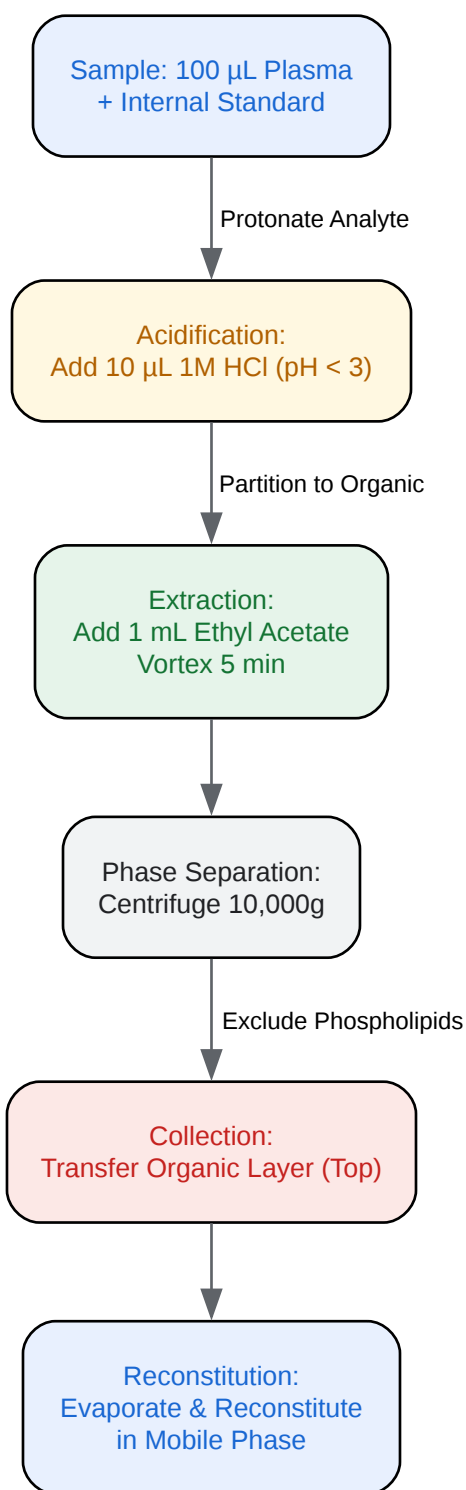 Sample: 100 µL Plasma
+ Internal Standard
Protonate Analyte
Acidification:
Add 10 µL 1M HCl (pH < 3)
Partition to Organic
Extraction:
Add 1 mL Ethyl Acetate
Vortex 5 min
Phase Separation:
Centrifuge 10,000g
Exclude Phospholipids
Collection:
Transfer Organic Layer (Top)
Reconstitution:
Evaporate & Reconstitute
in Mobile Phase